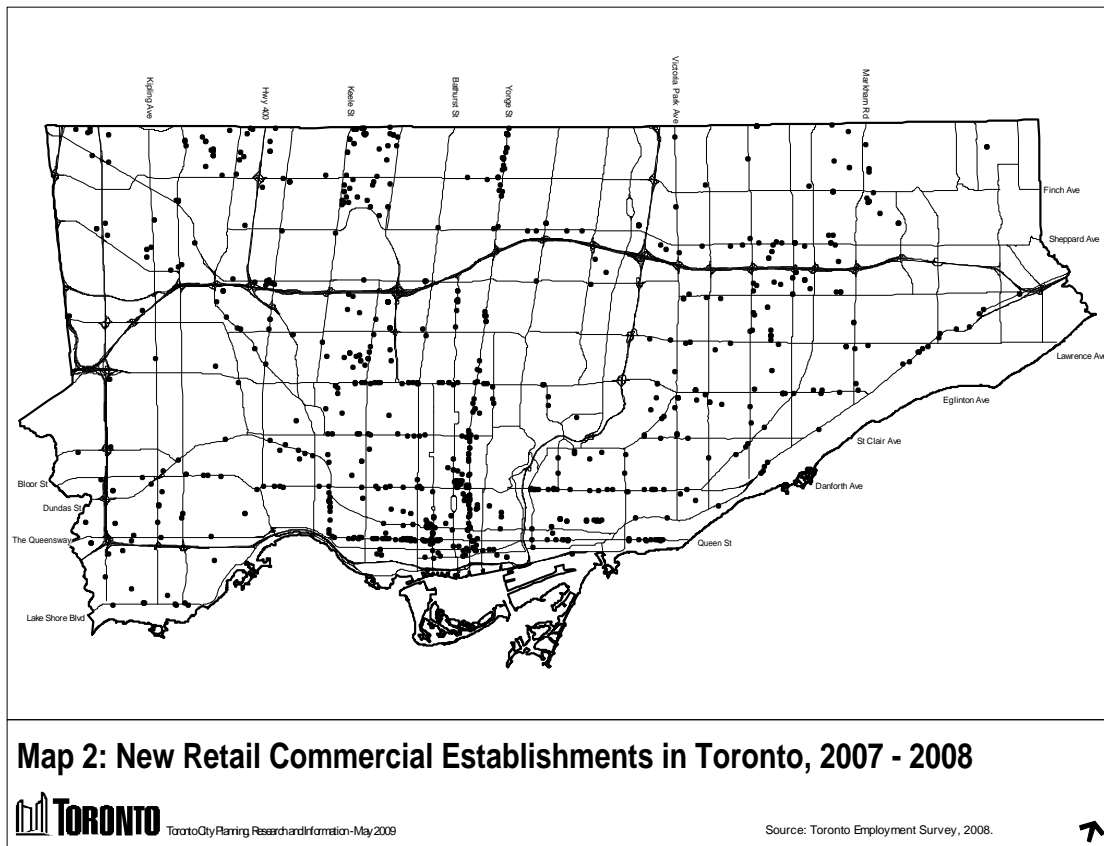 Kipling Ave
Hwy 400
Keele St
Bathurst St
Yonge St
Victoria Park Ave
Markham Rd
Finch Ave
Sheppard Ave
Lawrence Ave
Eglinton Ave
St Clair Ave
Danforth Ave
Bloor St
Dundas St
The Queensway
Queen St
Lake Shore Blvd
Map 2: New Retail Commercial Establishments in Toronto, 2007 - 2008
TORONTO
Toronto City Planning, Research and Information - May 2009
Source: Toronto Employment Survey, 2008.